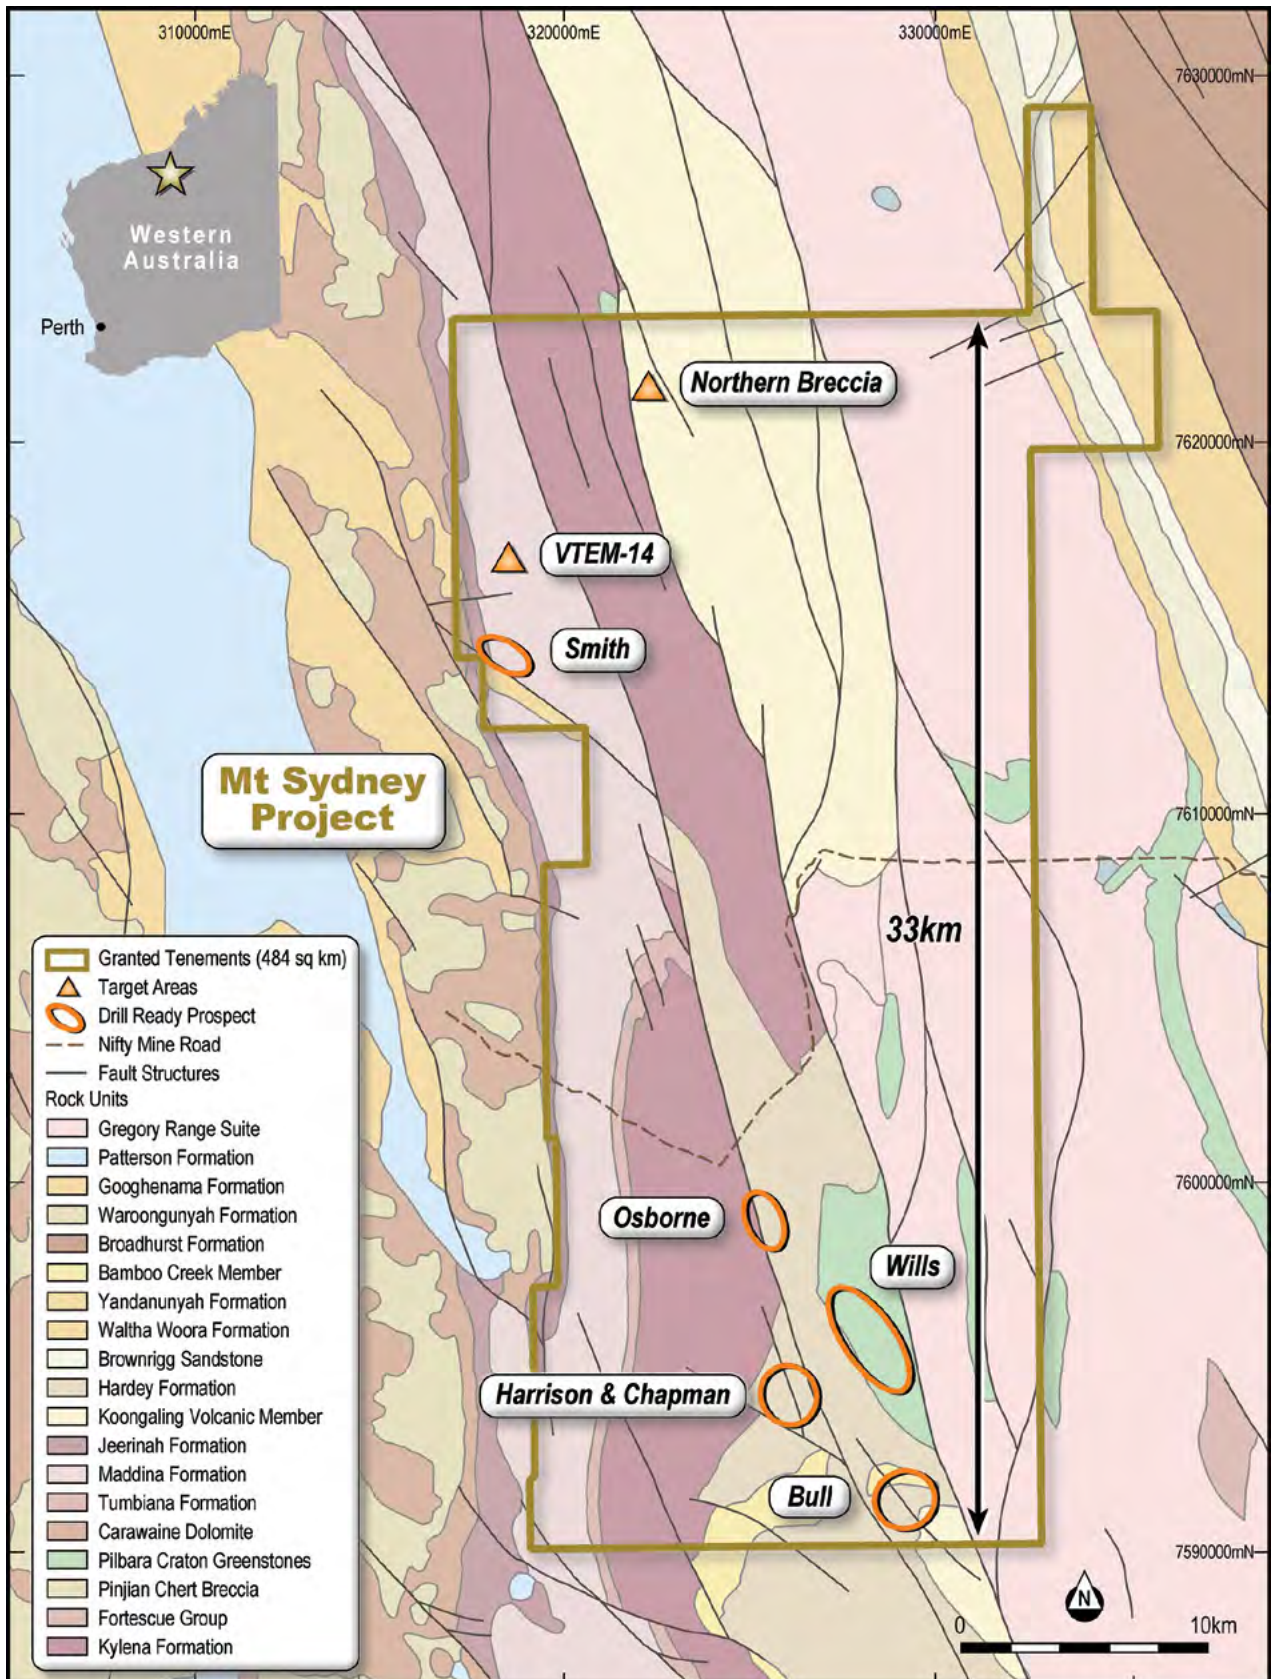 310000mE
320000mE
330000mE
7630000mN
Western
Australia
Perth
Northern Breccia
7620000mN
VTEM-14
Smith
Mt Sydney
Project
7610000mN
33km
Granted Tenements (484 sq km)
Target Areas
Drill Ready Prospect
Nifty Mine Road
Fault Structures
Rock Units
Gregory Range Suite
Patterson Formation
Googhenama Formation
Waroongunyah Formation
Broadhurst Formation
Bamboo Creek Member
Yandanunyah Formation
Waltha Woora Formation
Brownrigg Sandstone
Hardey Formation
Koongaling Volcanic Member
Jeerinah Formation
Maddina Formation
Tumbiana Formation
Carawaine Dolomite
Pilbara Craton Greenstones
Pinjian Chert Breccia
Fortescue Group
Kylena Formation
7600000mN
Osborne
Wills
Harrison & Chapman
Bull
7590000mN
N
0
10km
310000mE
320000mE
330000mE